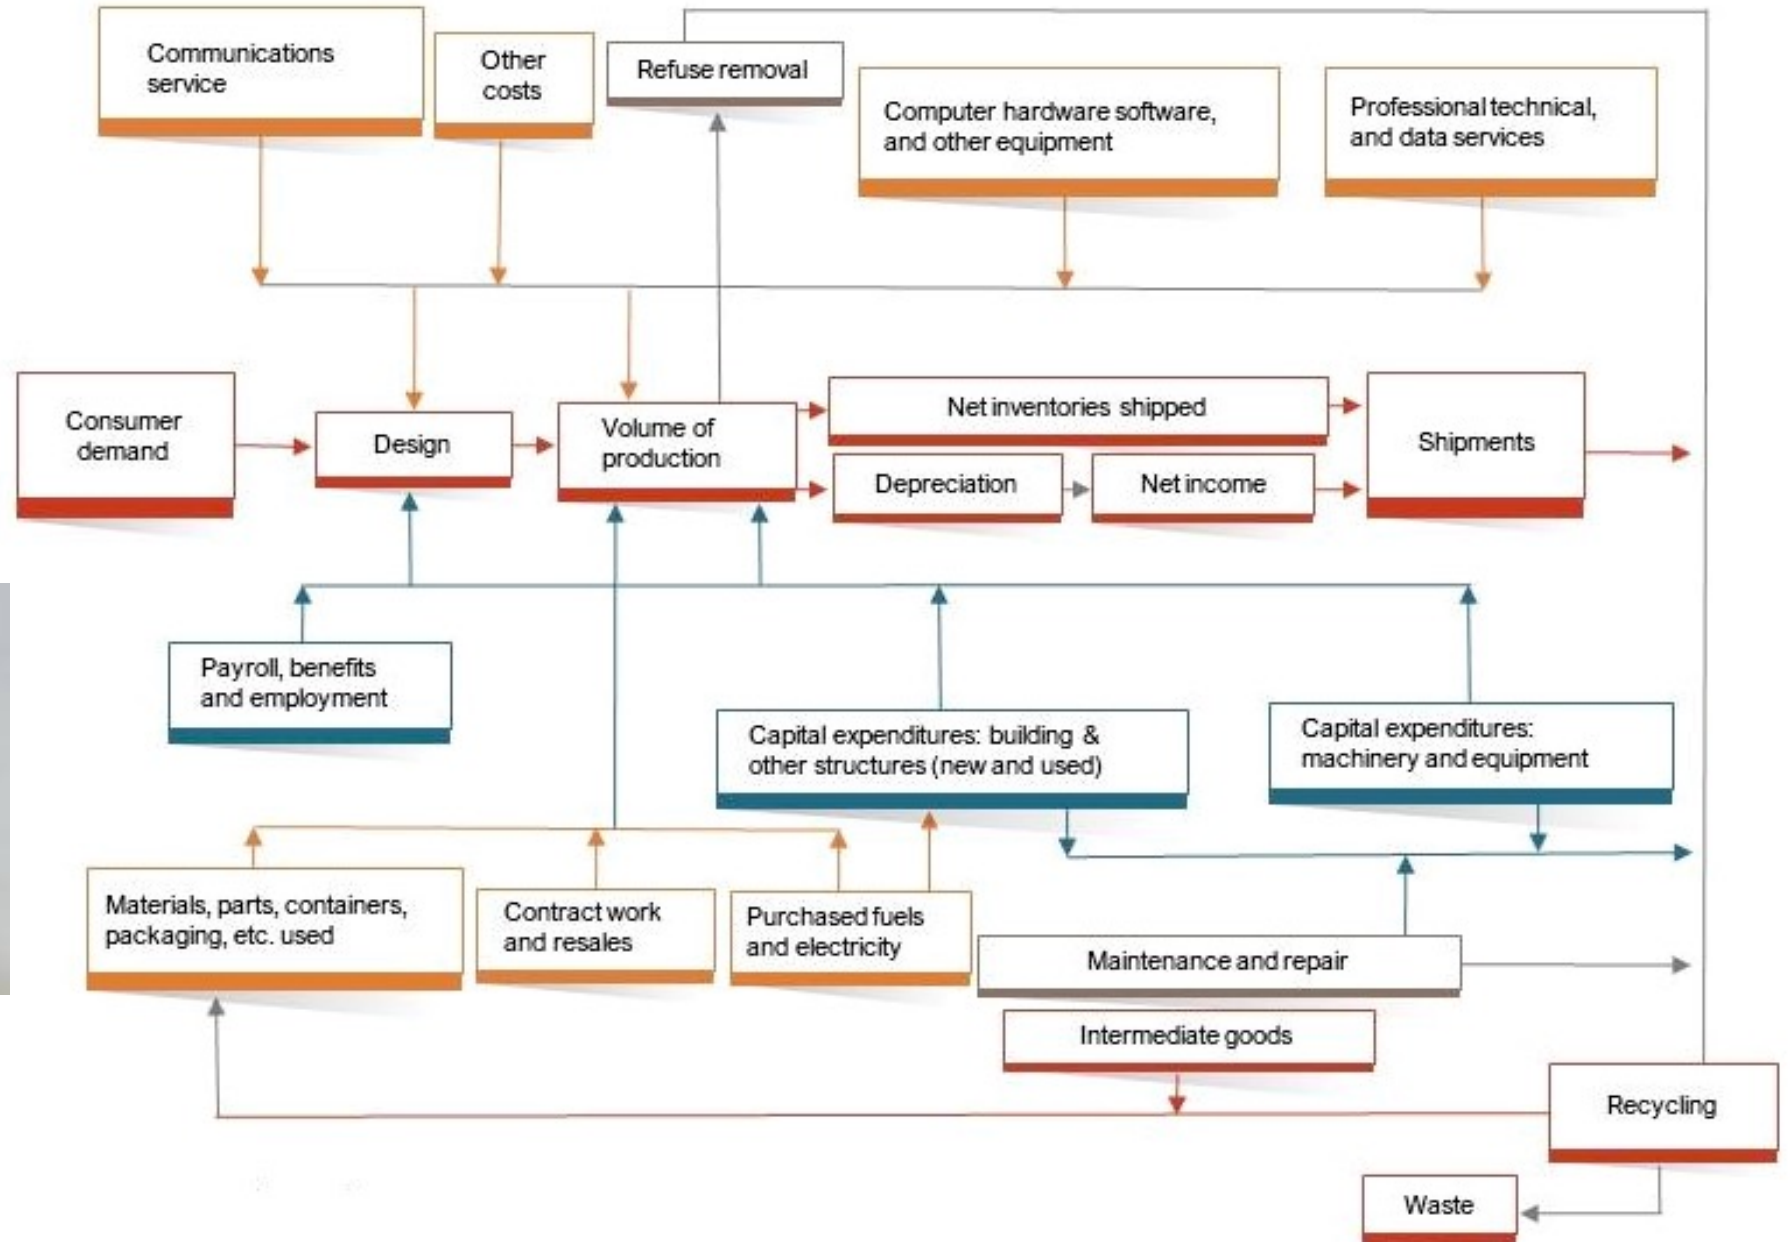 Communications
service
Other
costs
Refuse removal
Computer hardware software,
and other equipment
Professional technical,
and data services
Consumer
demand
Design
Volume of
production
Net inventories shipped
Depreciation
Net income
Shipments
Payroll, benefits
and employment
Capital expenditures: building &
other structures (new and used)
Capital expenditures:
machinery and equipment
Materials, parts, containers,
packaging, etc. used
Contract work
and resales
Purchased fuels
and electricity
Maintenance and repair
Intermediate goods
Recycling
Waste